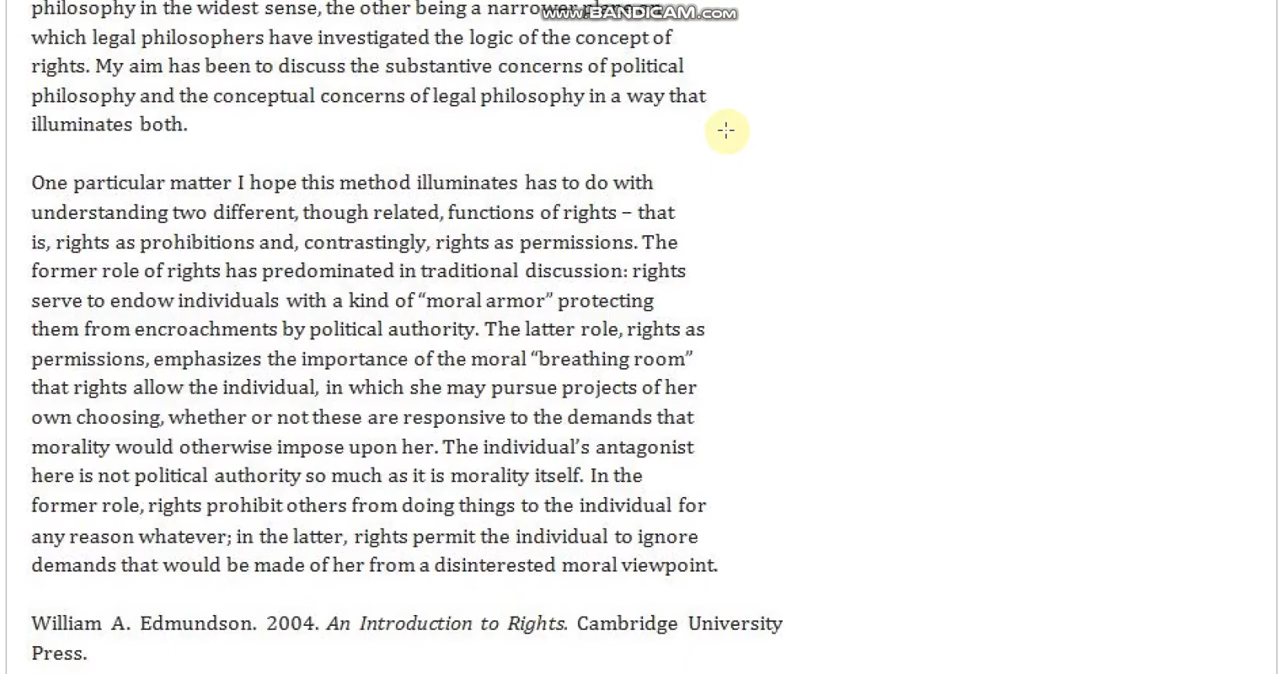 philosophy in the widest sense, the other being a narrower
www.BANDICAM.com
which legal philosophers have investigated the logic of the concept of
rights. My aim has been to discuss the substantive concerns of political
philosophy and the conceptual concerns of legal philosophy in a way that
illuminates both.
One particular matter I hope this method illuminates has to do with
understanding two different, though related, functions of rights – that
is, rights as prohibitions and, contrastingly, rights as permissions. The
former role of rights has predominated in traditional discussion: rights
serve to endow individuals with a kind of “moral armor” protecting
them from encroachments by political authority. The latter role, rights as
permissions, emphasizes the importance of the moral “breathing room”
that rights allow the individual, in which she may pursue projects of her
own choosing, whether or not these are responsive to the demands that
morality would otherwise impose upon her. The individual’s antagonist
here is not political authority so much as it is morality itself. In the
former role, rights prohibit others from doing things to the individual for
any reason whatever; in the latter, rights permit the individual to ignore
demands that would be made of her from a disinterested moral viewpoint.
William A. Edmundson. 2004. An Introduction to Rights. Cambridge University
Press.